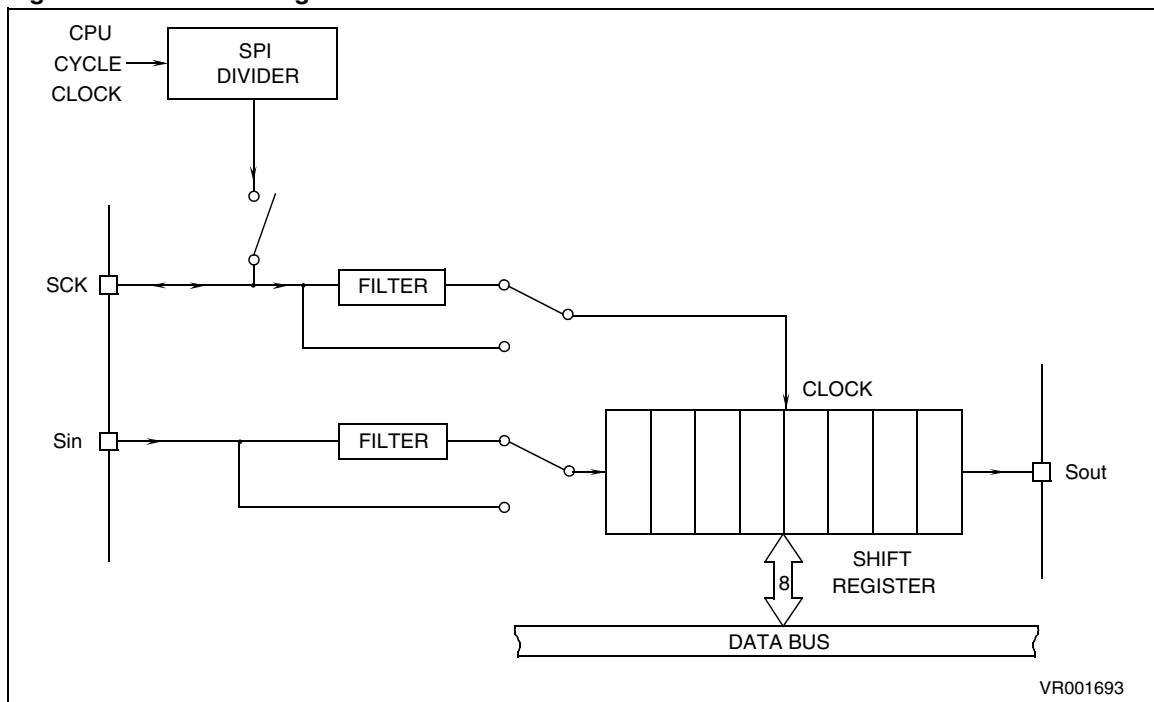 CPU
CYCLE
CLOCK
SPI
DIVIDER
SCK
FILTER
CLOCK
Sin
FILTER
Sout
SHIFT
REGISTER
8
DATA BUS
VR001693